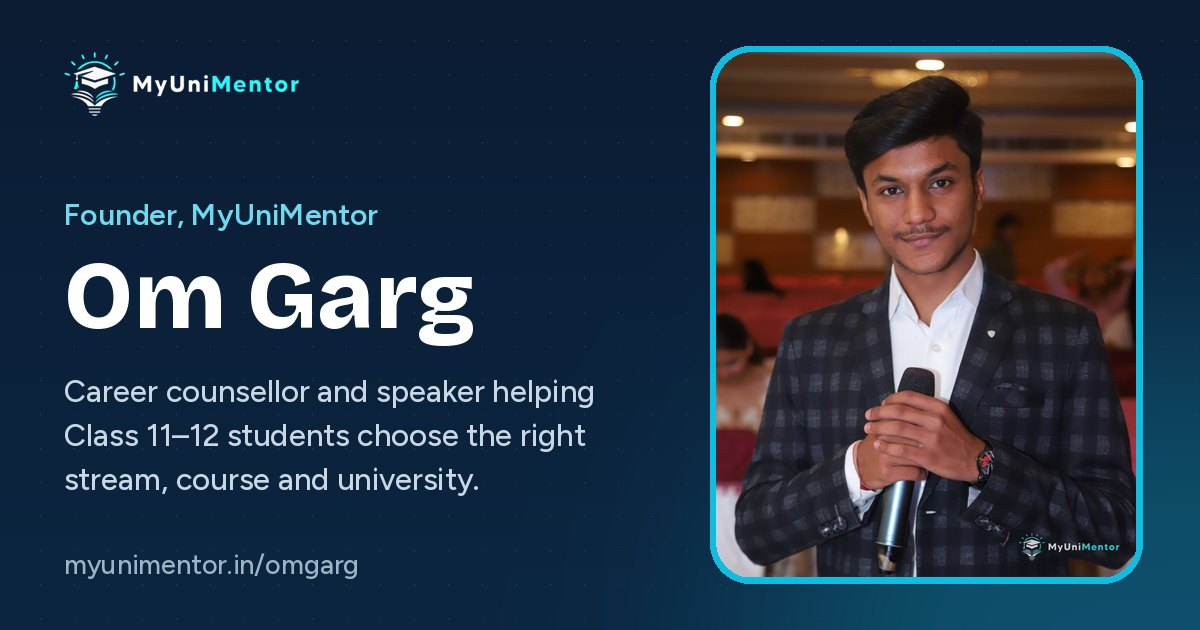 MyUniMentor
Founder, MyUniMentor
Om Garg
Career counsellor and speaker helping
Class 11–12 students choose the right
stream, course and university.
myunimentor.in/omgarg
MyUniMentor